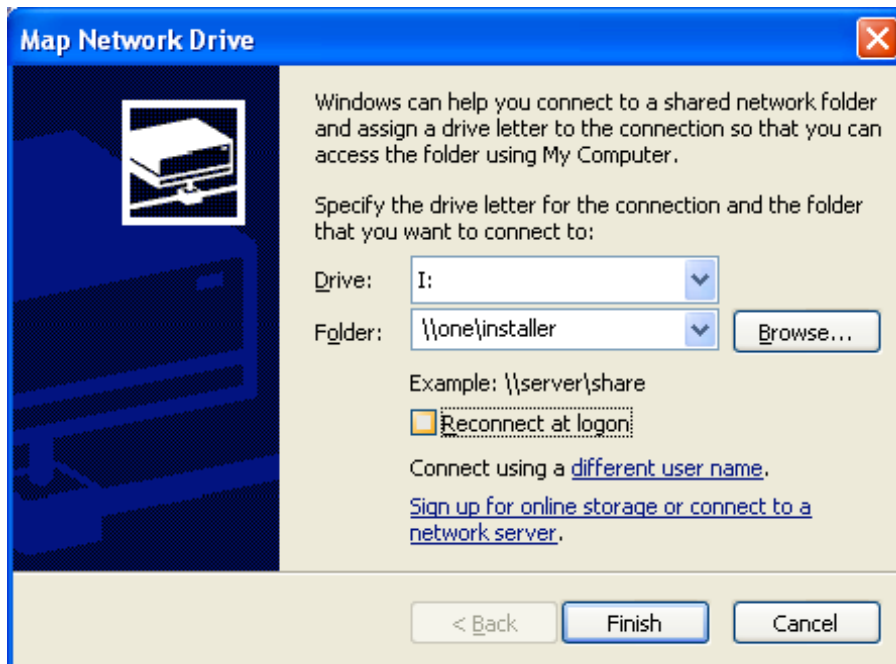 Map Network Drive
Windows can help you connect to a shared network folder
and assign a drive letter to the connection so that you can
access the folder using My Computer.
Specify the drive letter for the connection and the folder
that you want to connect to:
Drive: I:
Folder: \\one\installer Browse...
Example: \\server\share
Reconnect at logon
Connect using a different user name.
Sign up for online storage or connect to a
network server.
< Back Finish Cancel